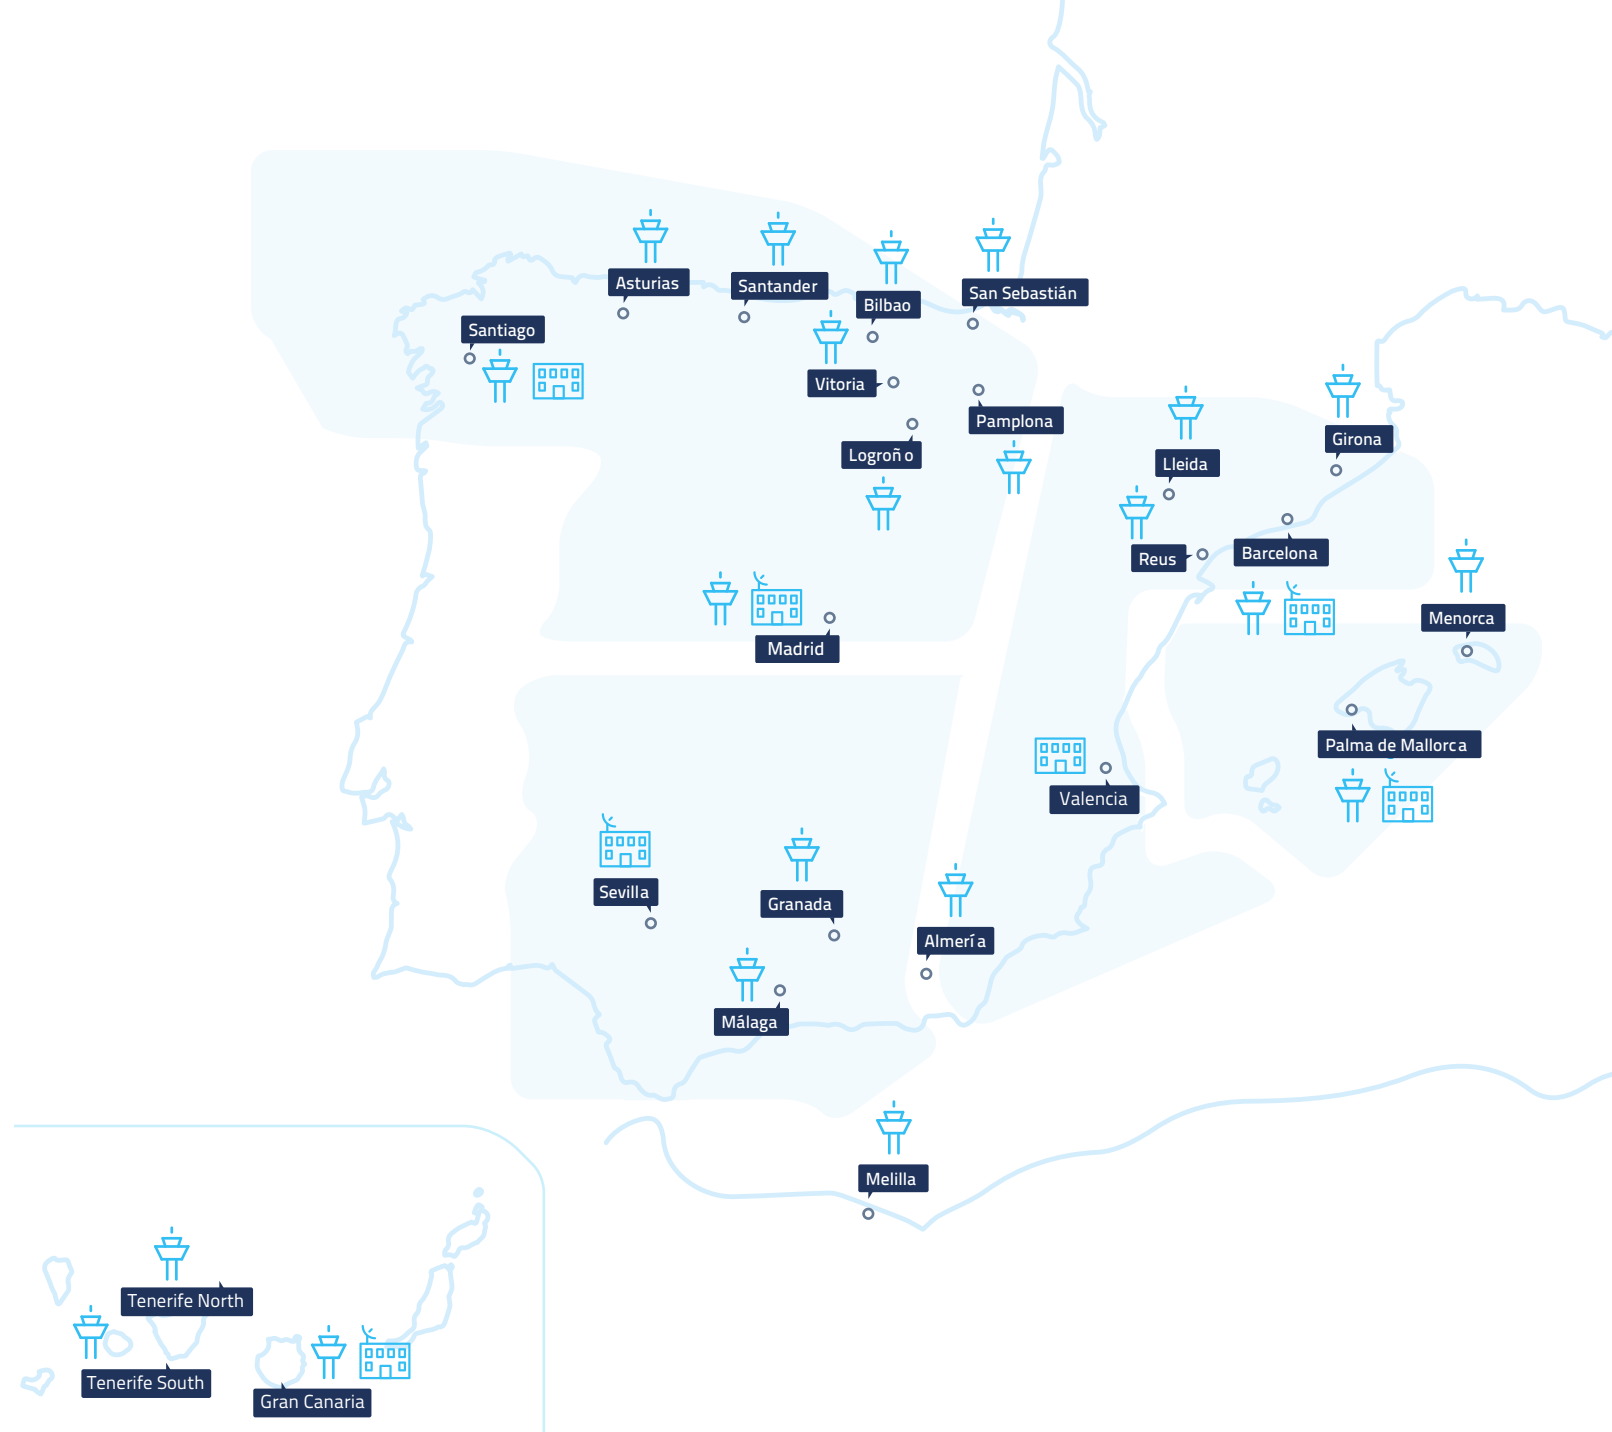 Asturias
Santander
San Sebastián
Bilbao
Santiago
Vitoria
Pamplona
Girona
Logroño
Lleida
Barcelona
Reus
Menorca
Madrid
Palma de Mallorca
Valencia
Sevilla
Granada
Almería
Málaga
Melilla
Tenerife North
Tenerife South
Gran Canaria